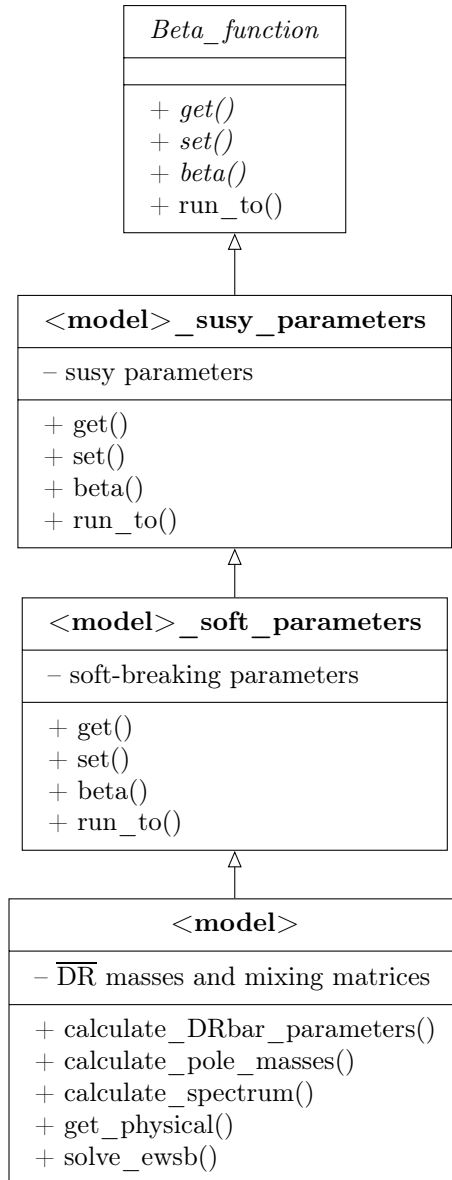 Beta_function
+ get()
+ set()
+ beta()
+ run_to()
<model>_susy_parameters
– susy parameters
+ get()
+ set()
+ beta()
+ run_to()
<model>_soft_parameters
– soft-breaking parameters
+ get()
+ set()
+ beta()
+ run_to()
<model>
– D̅R̅ masses and mixing matrices
+ calculate_DRbar_parameters()
+ calculate_pole_masses()
+ calculate_spectrum()
+ get_physical()
+ solve_ewsb()